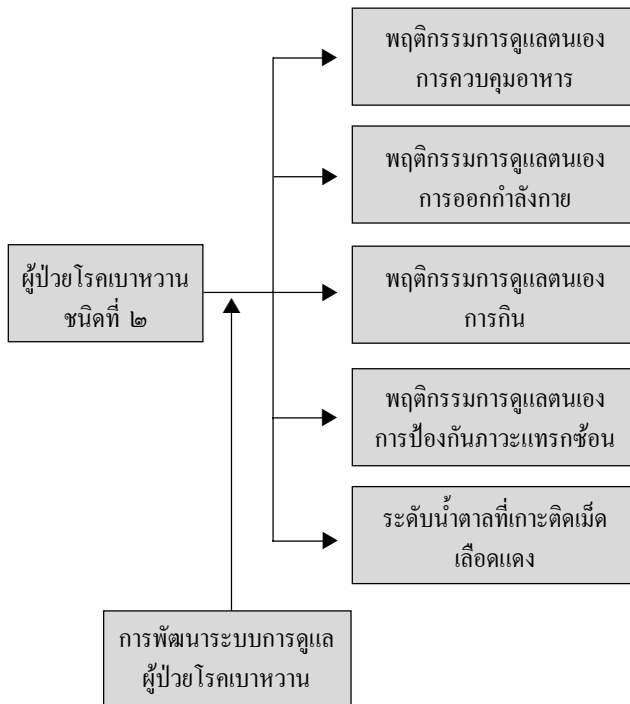 พฤติกรรมการดูแลตนเอง
การควบคุมอาหาร
พฤติกรรมการดูแลตนเอง
การออกกำลังกาย
ผู้ป่วยโรคเบาหวาน
ชนิดที่ ๒
พฤติกรรมการดูแลตนเอง
การกิน
พฤติกรรมการดูแลตนเอง
การป้องกันภาวะแทรกซ้อน
ระดับน้ำตาลที่เกาะติดเม็ด
เลือดแดง
การพัฒนาระบบการดูแล
ผู้ป่วยโรคเบาหวาน